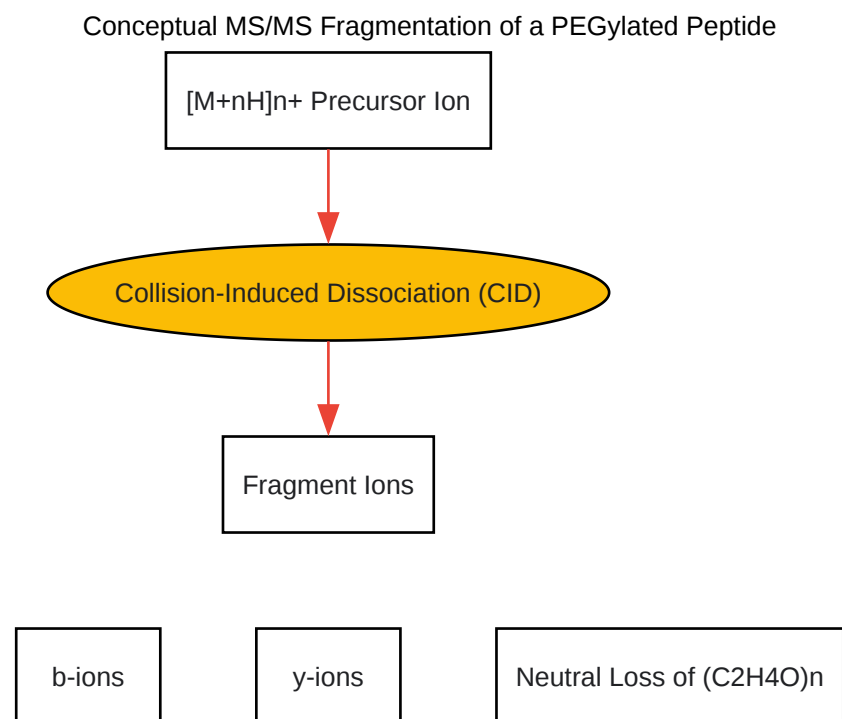 Conceptual MS/MS Fragmentation of a PEGylated Peptide
[M+nH]n+ Precursor Ion
Collision-Induced Dissociation (CID)
Fragment Ions
b-ions
y-ions
Neutral Loss of (C2H4O)n